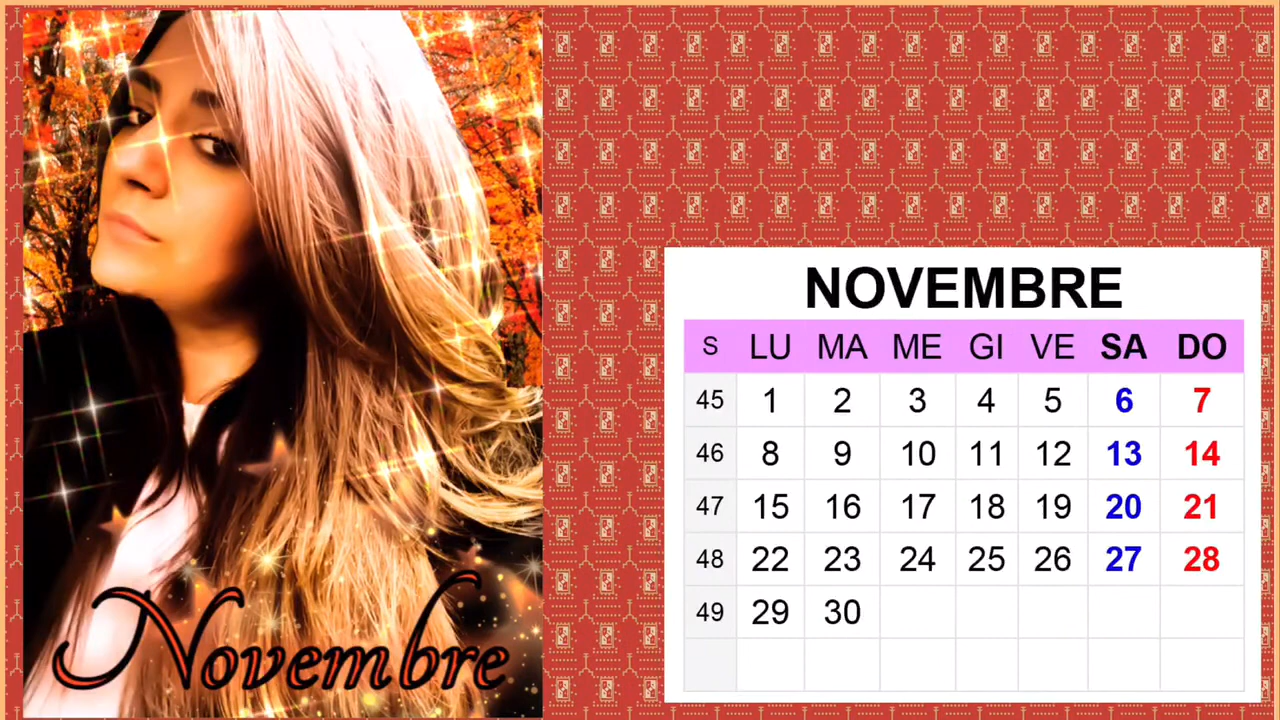 Novembre
NOVEMBRE
S LU MA ME GI VE SA DO
45 1 2 3 4 5 6 7
46 8 9 10 11 12 13 14
47 15 16 17 18 19 20 21
48 22 23 24 25 26 27 28
49 29 30